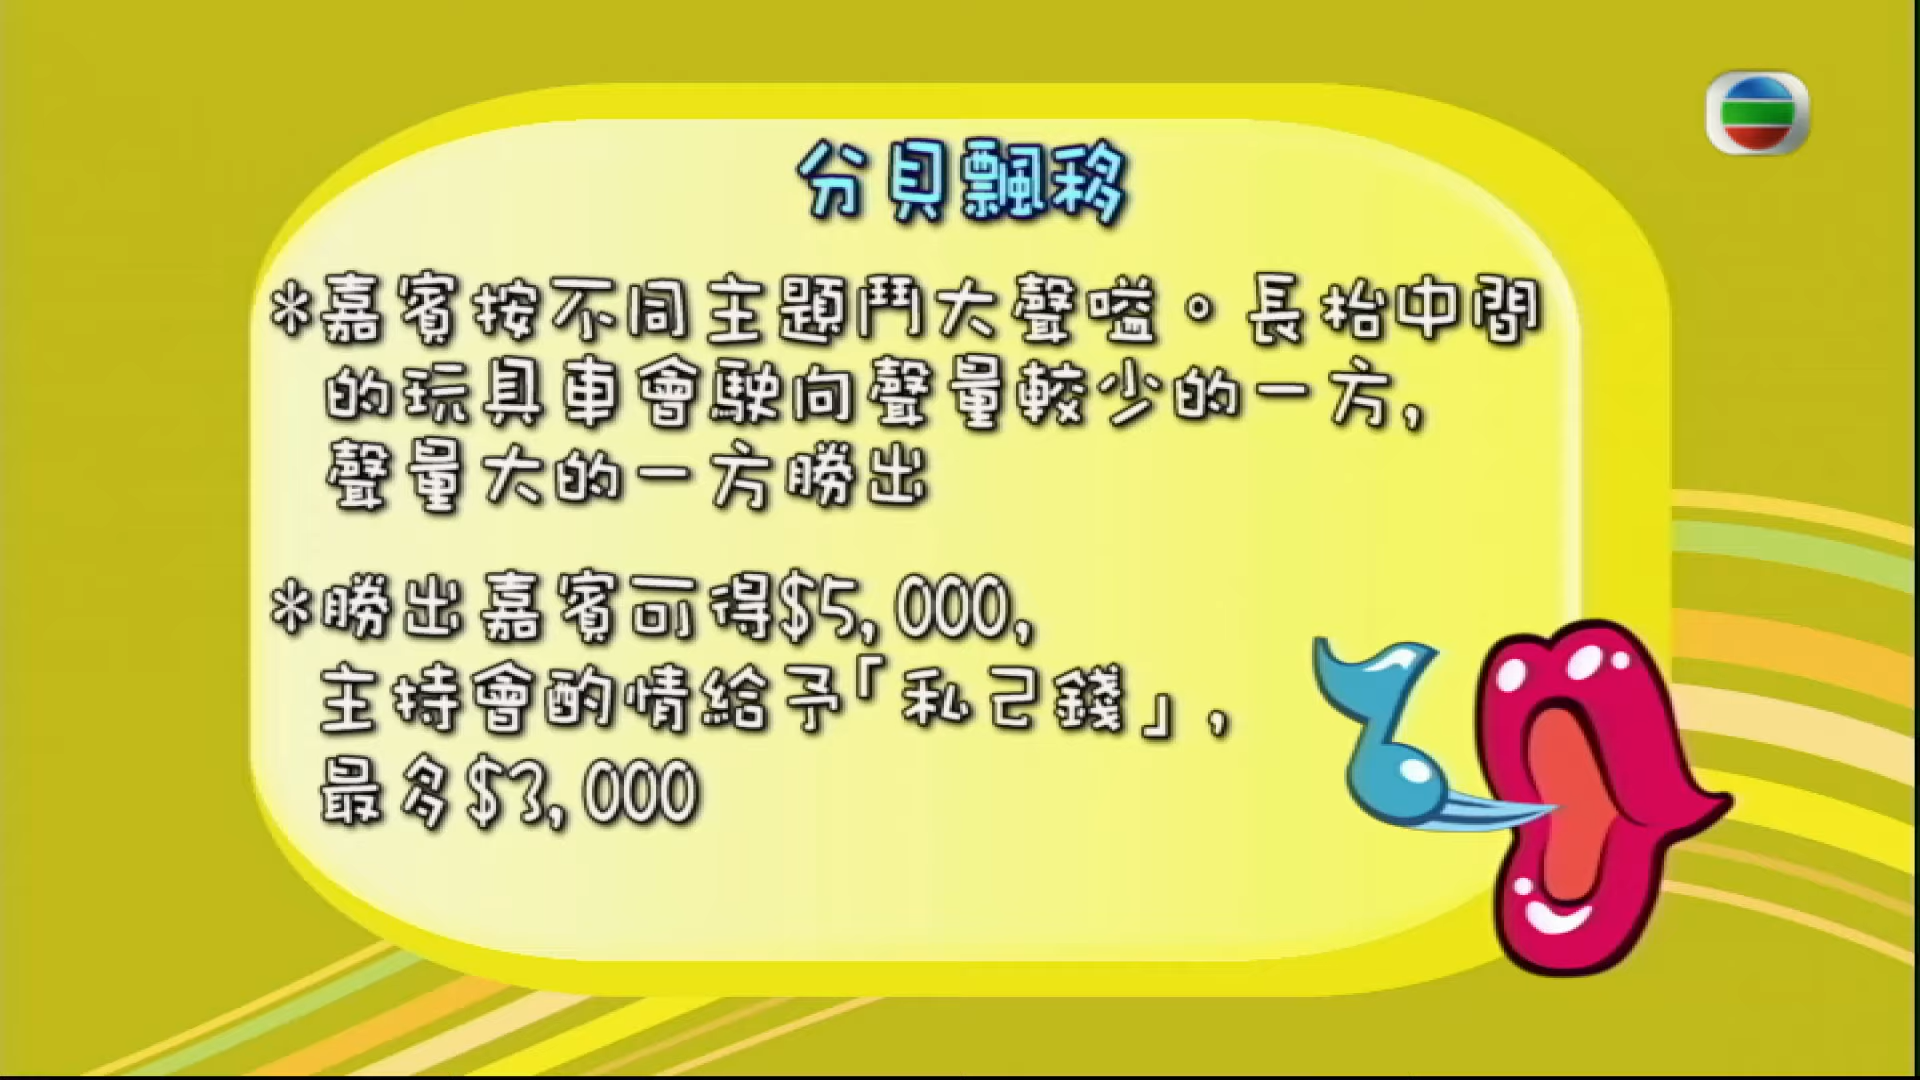 分貝飄移
*嘉賓按不同主題鬥大聲嗌。長枱中間
的玩具車會駛向聲量較少的一方,
聲量大的一方勝出
*勝出嘉賓可得$5,000,
主持會酌情給予「私己錢」,
最多$3,000